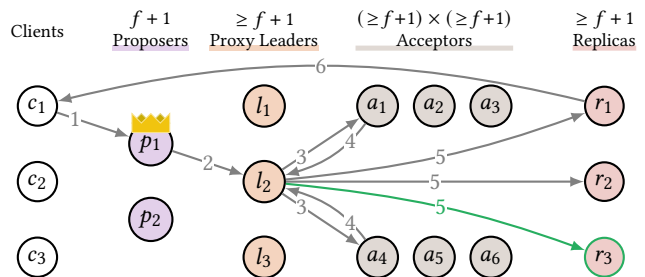 Clients
f + 1
Proposers
≥ f + 1
Proxy Leaders
(≥f+1) × (≥f+1)
Acceptors
≥ f + 1
Replicas
6
c1 l1 a1 a2 a3 r1
1
p1
2 3 4 5
c2 l2 5 r2
p2
3 4 5
c3 l3 a4 a5 a6 r3